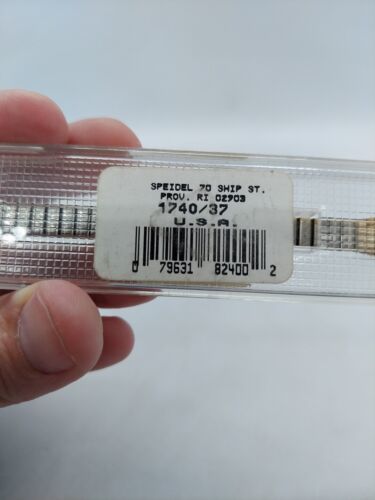 SPEIDEL 70 SHIP ST.
PROV. RI 02903
1740/37
U.S.A.
0 79631 82400 2